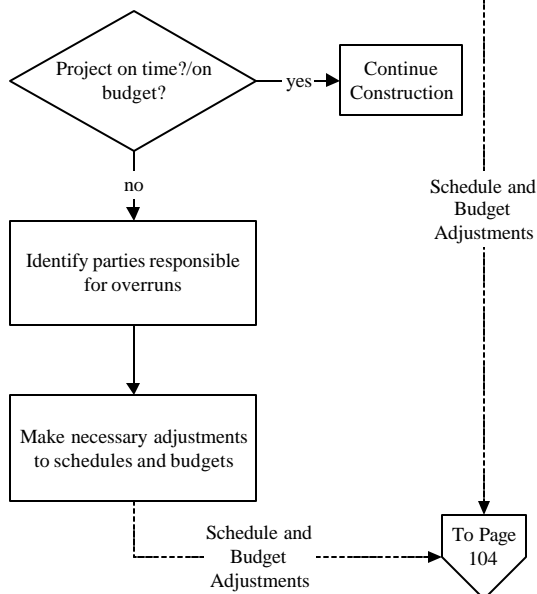 Project on time?/on
budget?
yes
Continue
Construction
no
Schedule and
Budget
Adjustments
Identify parties responsible
for overruns
Make necessary adjustments
to schedules and budgets
Schedule and
Budget
Adjustments
To Page
104